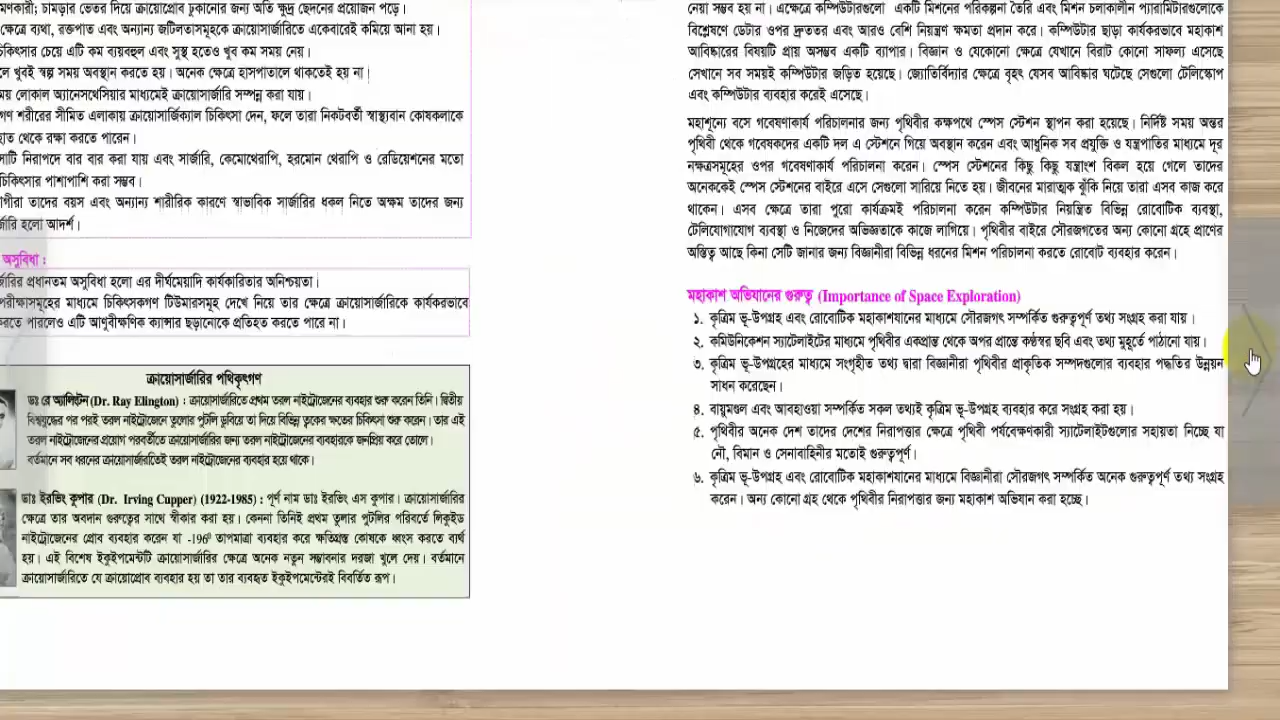 মণকারী; চামড়ার ভেতর দিয়ে ক্রায়োপ্রোব ঢুকানোর জন্য অতি ক্ষুদ্র ছেদনের প্রয়োজন পড়ে।
ক্ষেত্রে ব্যথা, রক্তপাত এবং অন্যান্য জটিলতাসমূহকে ক্রায়োসার্জারিতে একেবারেই কমিয়ে আনা হয়।
চিকিৎসার চেয়ে এটি কম ব্যয়বহুল এবং সুস্থ হতেও খুব কম সময় নেয়।
লে খুবই স্বল্প সময় অবস্থান করতে হয়। অনেক ক্ষেত্রে হাসপাতালে থাকতেই হয় না।
ময় লোকাল অ্যানেসথেসিয়ার মাধ্যমেই ক্রায়োসার্জারি সম্পন্ন করা যায়।
গণ শরীরের সীমিত এলাকায় ক্রায়োসার্জিক্যাল চিকিৎসা দেন, ফলে তারা নিকটবর্তী স্বাস্থ্যবান কোষকলাকে
হাত থেকে রক্ষা করতে পারেন।
সাটি নিরাপদে বার বার করা যায় এবং সার্জারি, কেমোথেরাপি, হরমোন থেরাপি ও রেডিয়েশনের মতো
চিকিৎসার পাশাপাশি করা সম্ভব।
াগীরা তাদের বয়স এবং অন্যান্য শারীরিক কারণে স্বাভাবিক সার্জারির ধকল নিতে অক্ষম তাদের জন্য
র্জারি হলো আদর্শ।
অসুবিধা :
র্জারির প্রধানতম অসুবিধা হলো এর দীর্ঘমেয়াদি কার্যকারিতার অনিশ্চয়তা।
পরীক্ষাসমূহের মাধ্যমে চিকিৎসকগণ টিউমারসমূহ দেখে নিয়ে তার ক্ষেত্রে ক্রায়োসার্জারিকে কার্যকরভাবে
করতে পারলেও এটি আণুবীক্ষণিক ক্যান্সার ছড়ানোকে প্রতিহত করতে পারে না।
ক্রায়োসার্জারির পথিকৃৎগণ
ডঃ রে অ্যালিংটন (Dr. Ray Elington) : ক্রায়োসার্জারিতে প্রথম তরল নাইট্রোজেনের ব্যবহার শুরু করেন তিনি। দ্বিতীয়
বিশ্বযুদ্ধের পর পরই তরল নাইট্রোজেনে তুলোর পুটলি ডুবিয়ে তা দিয়ে বিভিন্ন ত্বকের ক্ষতের চিকিৎসা শুরু করেন। তার এই
তরল নাইট্রোজেনের প্রয়োগ পরবর্তীতে ক্রায়োসার্জারির জন্য তরল নাইট্রোজেনের ব্যবহারকে জনপ্রিয় করে তোলে।
বর্তমানে সব ধরনের ক্রায়োসার্জারিতেই তরল নাইট্রোজেনের ব্যবহার হয়ে থাকে।
ডাঃ ইরভিং কুপার (Dr. Irving Cupper) (1922-1985) : পূর্ণ নাম ডাঃ ইরভিং এস কুপার। ক্রায়োসার্জারির
ক্ষেত্রে তার অবদান গুরুত্বের সাথে স্বীকার করা হয়। কেননা তিনিই প্রথম তুলার পুটলির পরিবর্তে লিকুইড
নাইট্রোজেনের প্রোব ব্যবহার করেন যা -196⁰ তাপমাত্রা ব্যবহার করে ক্ষতিগ্রস্ত কোষকে ধ্বংস করতে ব্যর্থ
হয়। এই বিশেষ ইকুইপমেন্টটি ক্রায়োসার্জারির ক্ষেত্রে অনেক নতুন সম্ভাবনার দরজা খুলে দেয়। বর্তমানে
ক্রায়োসার্জারিতে যে ক্রায়োপ্রোব ব্যবহার হয় তা তার ব্যবহৃত ইকুইপমেন্টেরই বিবর্তিত রূপ।
নেয়া সম্ভব হয় না। এক্ষেত্রে কম্পিউটারগুলো একটি মিশনের পরিকল্পনা তৈরি এবং মিশন চলাকালীন প্যারামিটারগুলোকে
বিশ্লেষণে ডেটার ওপর দ্রুততর এবং আরও বেশি নিয়ন্ত্রণ ক্ষমতা প্রদান করে। কম্পিউটার ছাড়া কার্যকরভাবে মহাকাশ
আবিষ্কারের বিষয়টি প্রায় অসম্ভব একটি ব্যাপার। বিজ্ঞান ও যেকোনো ক্ষেত্রে যেখানে বিরাট কোনো সাফল্য এসেছে
সেখানে সব সময়ই কম্পিউটার জড়িত হয়েছে। জ্যোতির্বিদ্যার ক্ষেত্রে বৃহৎ যেসব আবিষ্কার ঘটেছে সেগুলো টেলিস্কোপ
এবং কম্পিউটার ব্যবহার করেই এসেছে।
মহাশূন্যে বসে গবেষণাকার্য পরিচালনার জন্য পৃথিবীর কক্ষপথে স্পেস স্টেশন স্থাপন করা হয়েছে। নির্দিষ্ট সময় অন্তর
পৃথিবী থেকে গবেষকদের একটি দল এ স্টেশনে গিয়ে অবস্থান করেন এবং আধুনিক সব প্রযুক্তি ও যন্ত্রপাতির মাধ্যমে দূর
নক্ষত্রসমূহের ওপর গবেষণাকার্য পরিচালনা করেন। স্পেস স্টেশনের কিছু কিছু যন্ত্রাংশ বিকল হয়ে গেলে তাদের
অনেককেই স্পেস স্টেশনের বাইরে এসে সেগুলো সারিয়ে নিতে হয়। জীবনের মারাত্মক ঝুঁকি নিয়ে তারা এসব কাজ করে
থাকেন। এসব ক্ষেত্রে তারা পুরো কার্যক্রমই পরিচালনা করেন কম্পিউটার নিয়ন্ত্রিত বিভিন্ন রোবোটিক ব্যবস্থা,
টেলিযোগাযোগ ব্যবস্থা ও নিজেদের অভিজ্ঞতাকে কাজে লাগিয়ে। পৃথিবীর বাইরে সৌরজগতের অন্য কোনো গ্রহে প্রাণের
অস্তিত্ব আছে কিনা সেটি জানার জন্য বিজ্ঞানীরা বিভিন্ন ধরনের মিশন পরিচালনা করতে রোবোট ব্যবহার করেন।
মহাকাশ অভিযানের গুরুত্ব (Importance of Space Exploration)
১. কৃত্রিম ভূ-উপগ্রহ এবং রোবোটিক মহাকাশযানের মাধ্যমে সৌরজগৎ সম্পর্কিত গুরুত্বপূর্ণ তথ্য সংগ্রহ করা যায়।
২. কমিউনিকেশন স্যাটেলাইটের মাধ্যমে পৃথিবীর একপ্রান্ত থেকে অপর প্রান্তে কণ্ঠস্বর ছবি এবং তথ্য মুহূর্তে পাঠানো যায়।
৩. কৃত্রিম ভূ-উপগ্রহের মাধ্যমে সংগৃহীত তথ্য দ্বারা বিজ্ঞানীরা পৃথিবীর প্রাকৃতিক সম্পদগুলোর ব্যবহার পদ্ধতির উন্নয়ন
সাধন করেছেন।
৪. বায়ুমণ্ডল এবং আবহাওয়া সম্পর্কিত সকল তথ্যই কৃত্রিম ভূ-উপগ্রহ ব্যবহার করে সংগ্রহ করা হয়।
৫. পৃথিবীর অনেক দেশ তাদের দেশের নিরাপত্তার ক্ষেত্রে পৃথিবী পর্যবেক্ষণকারী স্যাটেলাইটগুলোর সহায়তা নিচ্ছে যা
নৌ, বিমান ও সেনাবাহিনীর মতোই গুরুত্বপূর্ণ।
৬. কৃত্রিম ভূ-উপগ্রহ এবং রোবোটিক মহাকাশযানের মাধ্যমে বিজ্ঞানীরা সৌরজগৎ সম্পর্কিত অনেক গুরুত্বপূর্ণ তথ্য সংগ্রহ
করেন। অন্য কোনো গ্রহ থেকে পৃথিবীর নিরাপত্তার জন্য মহাকাশ অভিযান করা হচ্ছে।